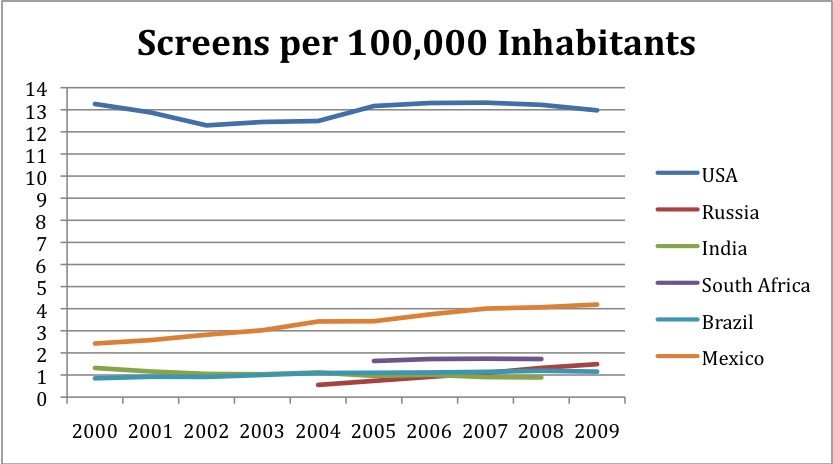 Screens per 100,000 Inhabitants
14
13
12
11
10
9
8
7
6
5
4
3
2
1
0
2000 2001 2002 2003 2004 2005 2006 2007 2008 2009
USA
Russia
India
South Africa
Brazil
Mexico